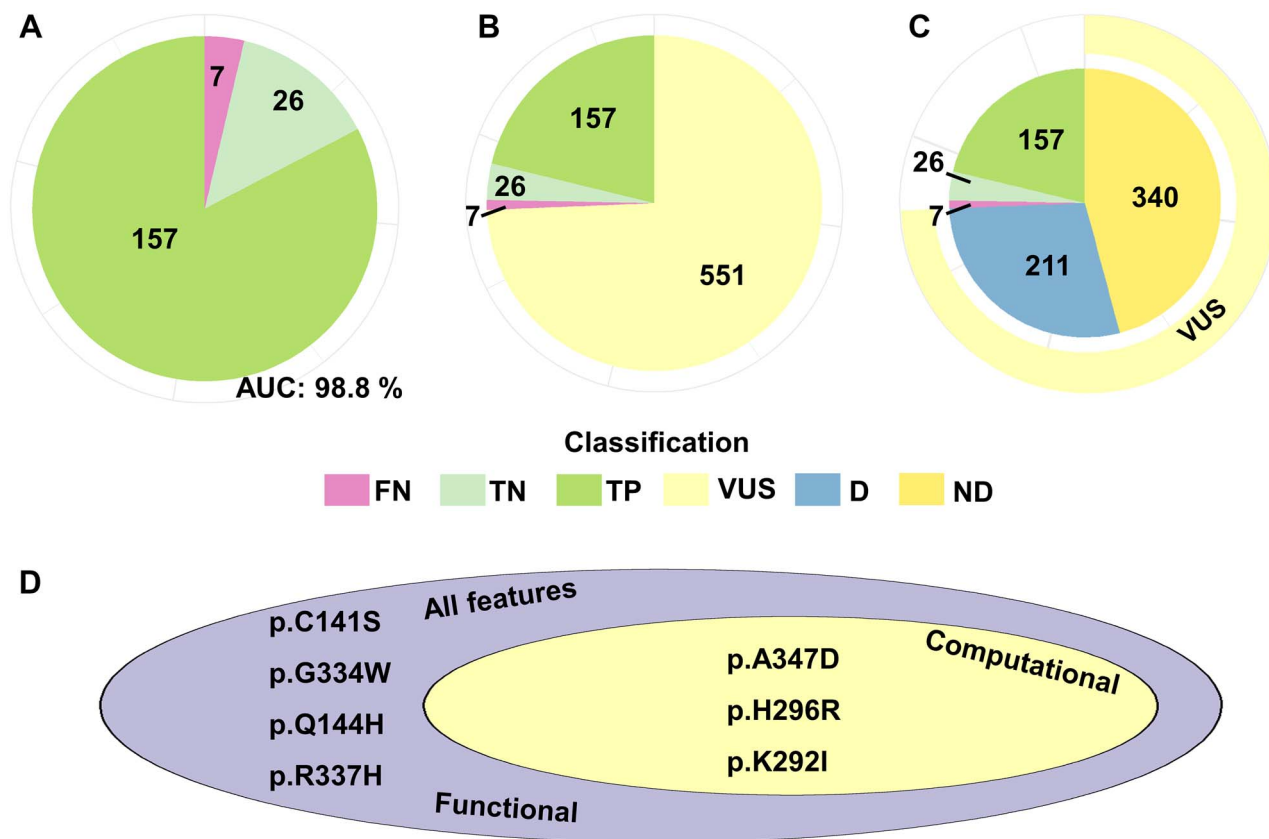 A
7
26
157
AUC: 98.8 %
B
157
26
7
551
C
157
26
7
340
211
VUS
Classification
FN TN TP VUS D ND
D
All features
p.C141S
p.G334W
p.Q144H
p.R337H
Functional
Computational
p.A347D
p.H296R
p.K292I